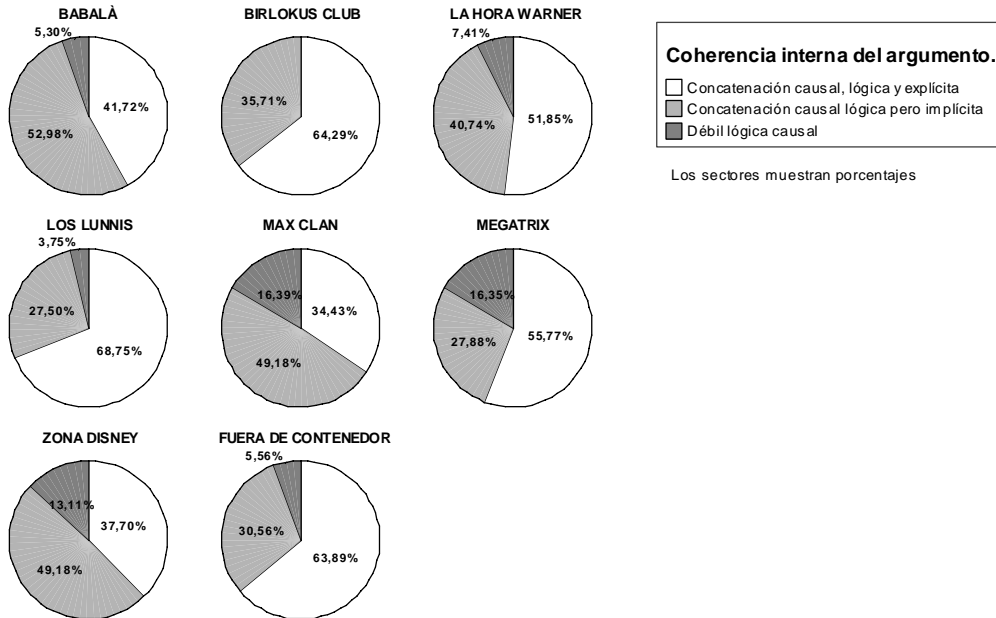 BABALÀ
5,30%
41,72%
52,98%
BIRLOKUS CLUB
35,71%
64,29%
LA HORA WARNER
7,41%
40,74%
51,85%
Coherencia interna del argumento.
Concatenación causal, lógica y explícita
Concatenación causal lógica pero implícita
Débil lógica causal
Los sectores muestran porcentajes
LOS LUNNIS
3,75%
27,50%
68,75%
MAX CLAN
16,39%
34,43%
49,18%
MEGATRIX
16,35%
27,88%
55,77%
ZONA DISNEY
13,11%
37,70%
49,18%
FUERA DE CONTENEDOR
5,56%
30,56%
63,89%